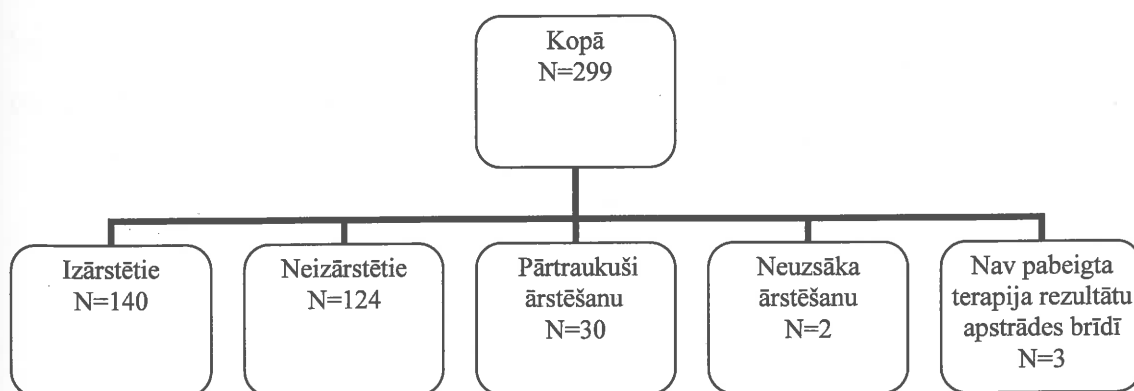 Kopā
N=299
Izārstētie
N=140
Neizārstētie
N=124
Pārtraukuši
ārstēšanu
N=30
Neuzsāka
ārstēšanu
N=2
Nav pabeigta
terapija rezultātu
apstrādes brīdī
N=3